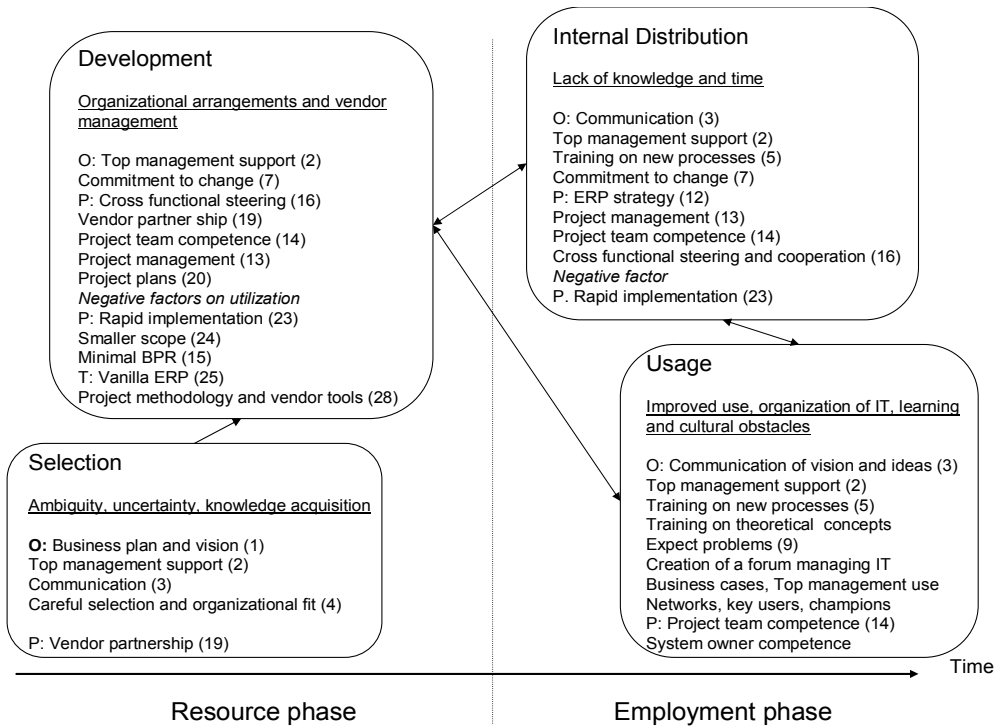 Development
Organizational arrangements and vendor
management
O: Top management support (2)
Commitment to change (7)
P: Cross functional steering (16)
Vendor partner ship (19)
Project team competence (14)
Project management (13)
Project plans (20)
Negative factors on utilization
P: Rapid implementation (23)
Smaller scope (24)
Minimal BPR (15)
T: Vanilla ERP (25)
Project methodology and vendor tools (28)
Selection
Ambiguity, uncertainty, knowledge acquisition
O: Business plan and vision (1)
Top management support (2)
Communication (3)
Careful selection and organizational fit (4)
P: Vendor partnership (19)
Internal Distribution
Lack of knowledge and time
O: Communication (3)
Top management support (2)
Training on new processes (5)
Commitment to change (7)
P: ERP strategy (12)
Project management (13)
Project team competence (14)
Cross functional steering and cooperation (16)
Negative factor
P. Rapid implementation (23)
Usage
Improved use, organization of IT, learning
and cultural obstacles
O: Communication of vision and ideas (3)
Top management support (2)
Training on new processes (5)
Training on theoretical concepts
Expect problems (9)
Creation of a forum managing IT
Business cases, Top management use
Networks, key users, champions
P: Project team competence (14)
System owner competence
Time
Resource phase
Employment phase